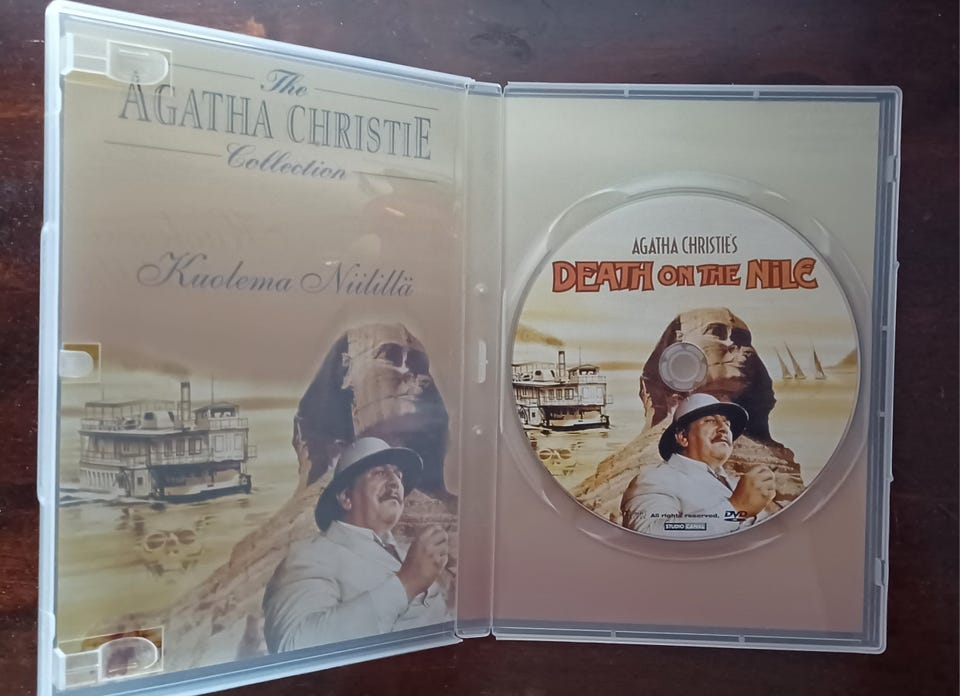 The
AGATHA CHRISTIE
Collection
Kuolema Niilillä
AGATHA CHRISTIE'S
DEATH ON THE NILE
All rights reserved.
DVD
STUDIO CANAL